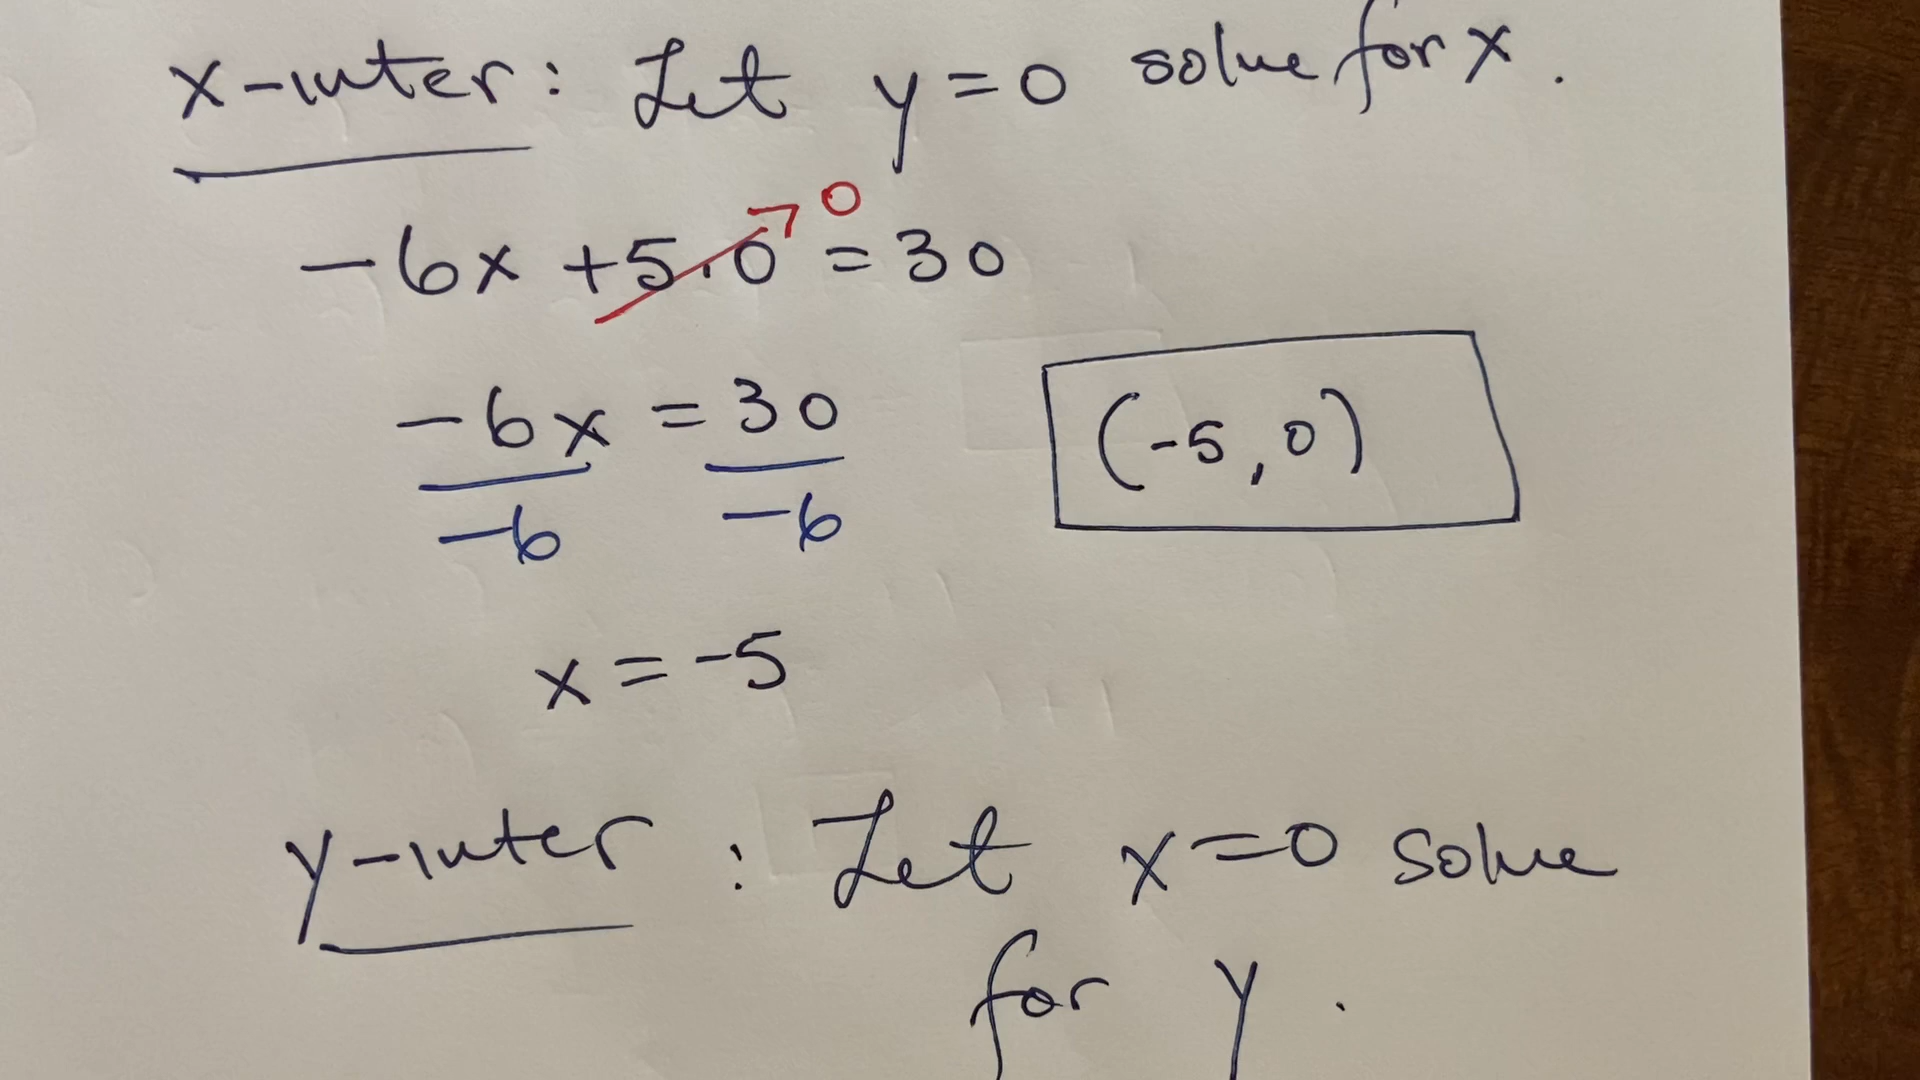 x-inter: Let y=0 solve for x.
0
-6x +5·0 = 30
-6x = 30
-6 -6
(-5,0)
x = -5
y-inter : Let x=0 solve
for y.